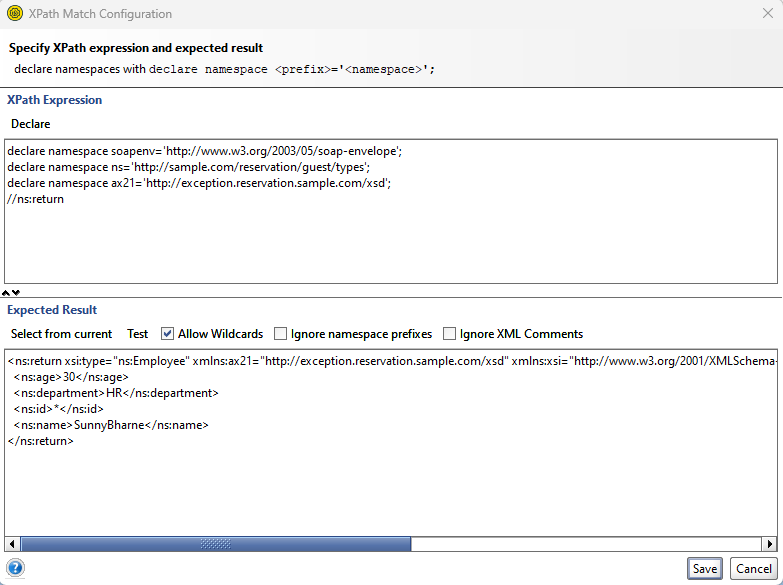 XPath Match Configuration
Specify XPath expression and expected result
declare namespaces with declare namespace <prefix>='<namespace>';
XPath Expression
Declare
declare namespace soapenv='http://www.w3.org/2003/05/soap-envelope';
declare namespace ns='http://sample.com/reservation/guest/types';
declare namespace ax21='http://exception.reservation.sample.com/xsd';
//ns:return
Expected Result
Select from current Test Allow Wildcards Ignore namespace prefixes Ignore XML Comments
<ns:return xsi:type="ns:Employee" xmlns:ax21="http://exception.reservation.sample.com/xsd" xmlns:xsi="http://www.w3.org/2001/XMLSchema-
<ns:age>30</ns:age>
<ns:department>HR</ns:department>
<ns:id>*</ns:id>
<ns:name>SunnyBharne</ns:name>
</ns:return>
? Save Cancel